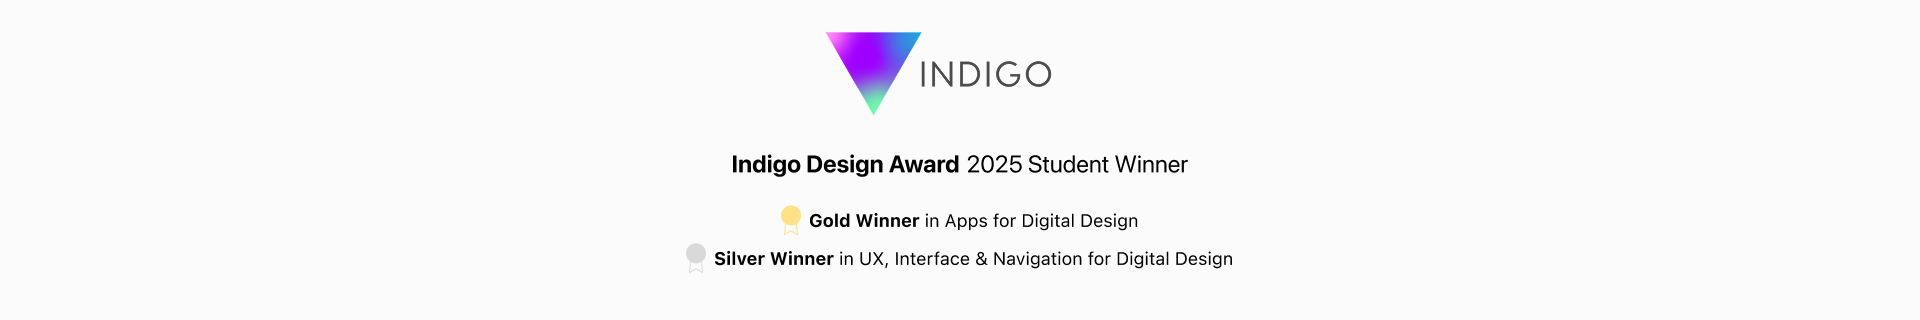 INDIGO
Indigo Design Award 2025 Student Winner
Gold Winner in Apps for Digital Design
Silver Winner in UX, Interface & Navigation for Digital Design